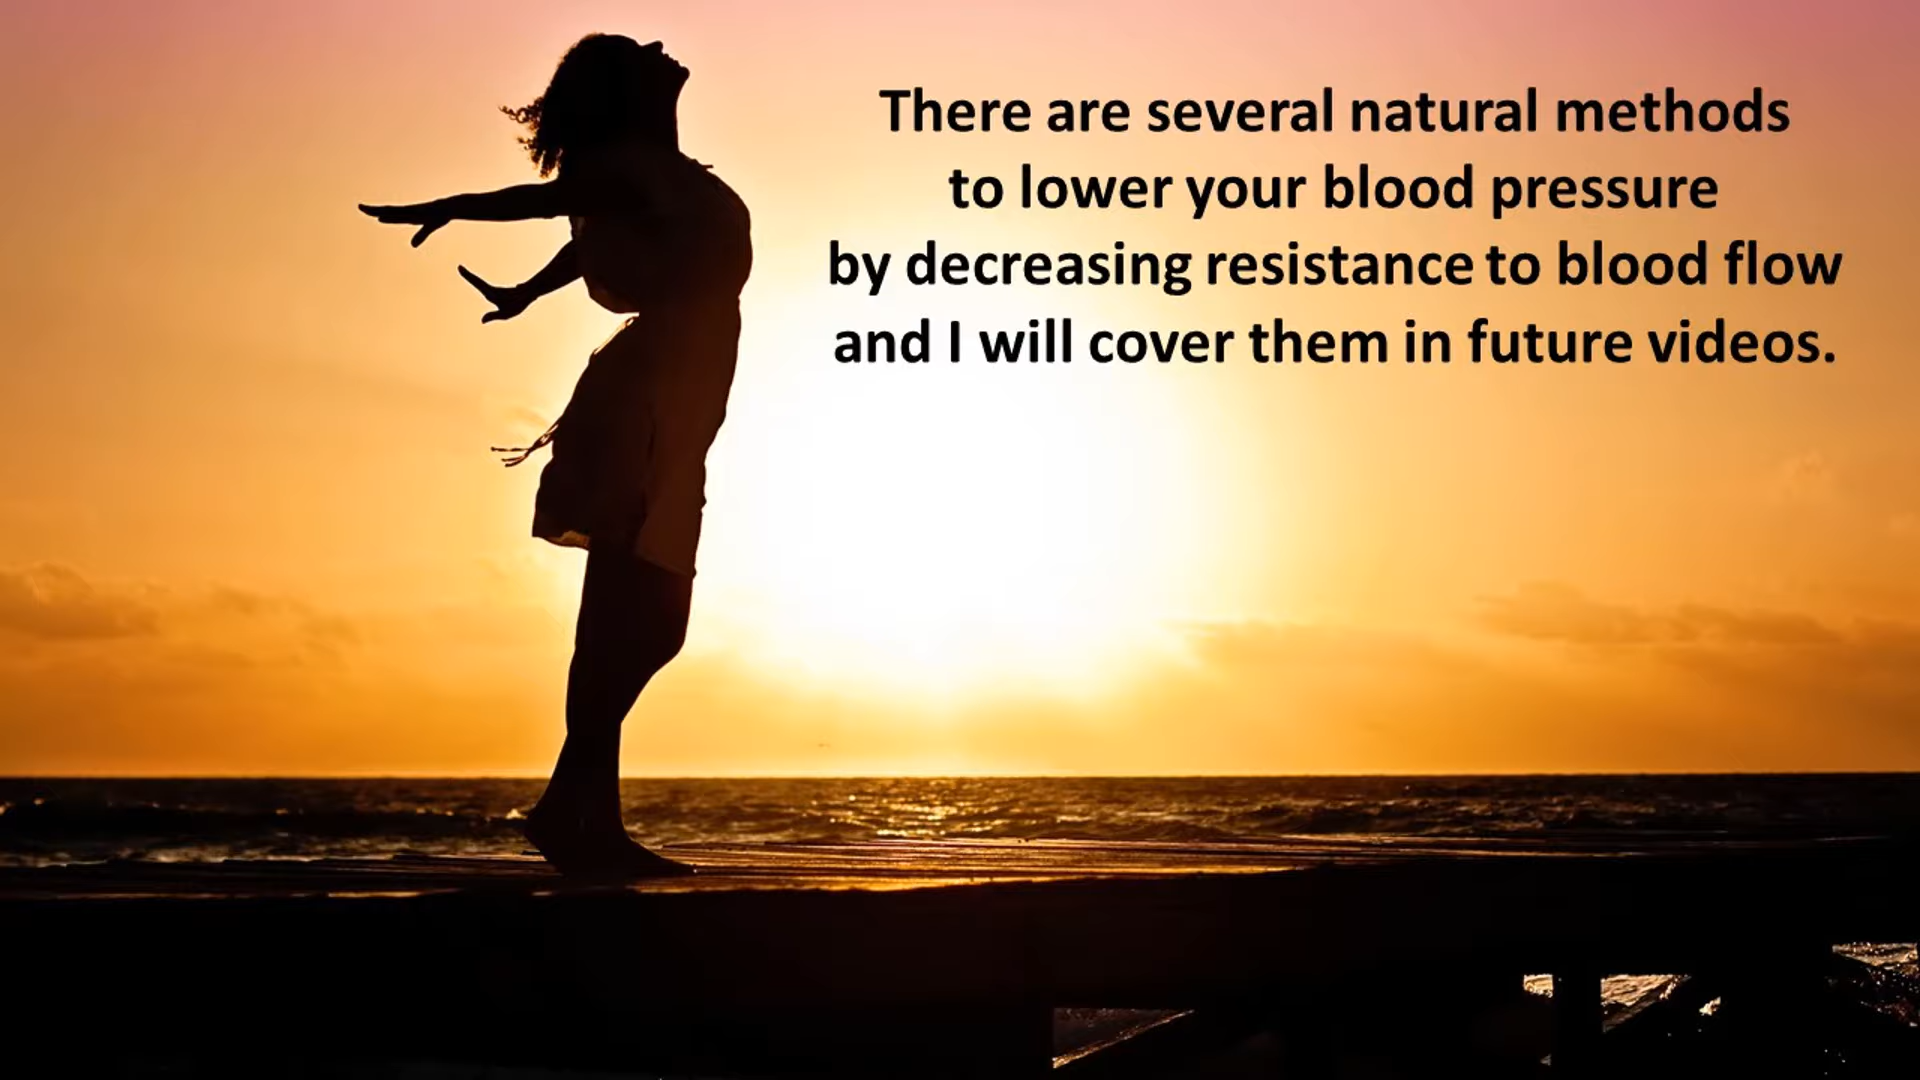 There are several natural methods
to lower your blood pressure
by decreasing resistance to blood flow
and I will cover them in future videos.